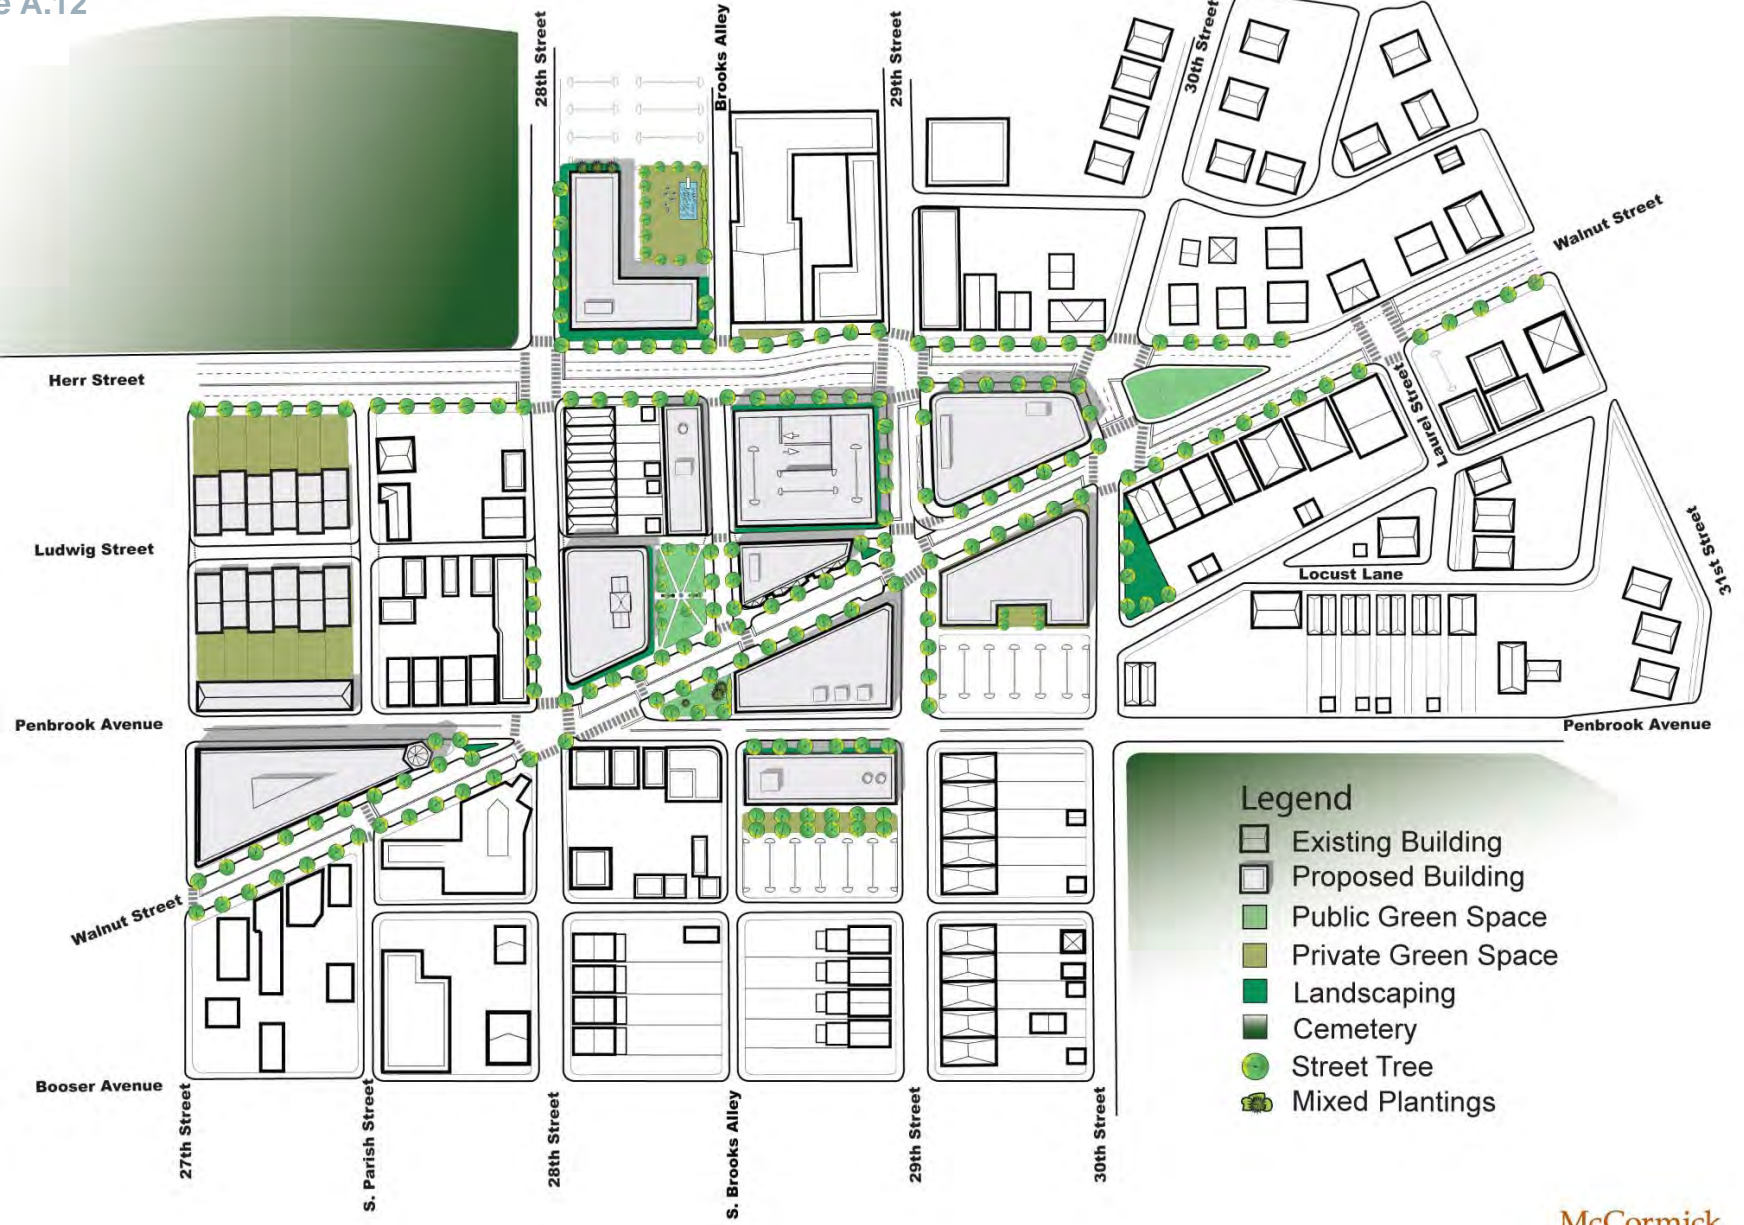 e A.12
28th Street
Brooks Alley
29th Street
30th Street
Walnut Street
Herr Street
Laurel Street
Ludwig Street
31st Street
Locust Lane
Penbrook Avenue
Penbrook Avenue
Legend
Existing Building
Proposed Building
Public Green Space
Private Green Space
Landscaping
Cemetery
Street Tree
Mixed Plantings
Walnut Street
Booser Avenue
27th Street
S. Parish Street
28th Street
S. Brooks Alley
29th Street
30th Street
McCormick